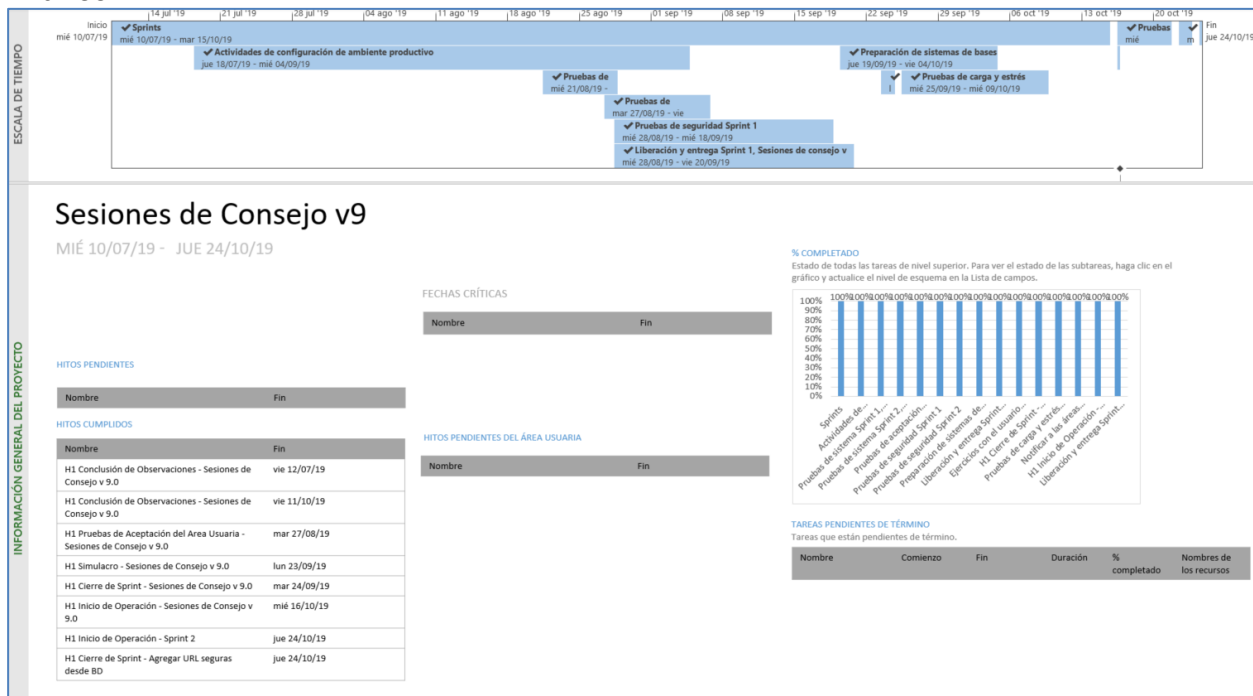 14 jul '19 21 jul '19 28 jul '19 04 ago '19 11 ago '19 18 ago '19 25 ago '19 01 sep '19 08 sep '19 15 sep '19 22 sep '19 29 sep '19 06 oct '19 13 oct '19 20 oct '19
ESCALA DE TIEMPO
Inicio
mié 10/07/19
Sprints
mié 10/07/19 - mar 15/10/19
Pruebas
mié
m
Fin
jue 24/10/19
Actividades de configuración de ambiente productivo
jue 18/07/19 - mié 04/09/19
Preparación de sistemas de bases
jue 19/09/19 - vie 04/10/19
Pruebas de
mié 21/08/19 -
l
Pruebas de carga y estrés
mié 25/09/19 - mié 09/10/19
Pruebas de
mar 27/08/19 - vie
Pruebas de seguridad Sprint 1
mié 28/08/19 - mié 18/09/19
Liberación y entrega Sprint 1, Sesiones de consejo v
mié 28/08/19 - vie 20/09/19
INFORMACIÓN GENERAL DEL PROYECTO
Sesiones de Consejo v9
MIÉ 10/07/19 - JUE 24/10/19
HITOS PENDIENTES
Nombre Fin
HITOS CUMPLIDOS
Nombre Fin
H1 Conclusión de Observaciones - Sesiones de vie 12/07/19
Consejo v 9.0
H1 Conclusión de Observaciones - Sesiones de vie 11/10/19
Consejo v 9.0
H1 Pruebas de Aceptación del Area Usuaria - mar 27/08/19
Sesiones de Consejo v 9.0
H1 Simulacro - Sesiones de Consejo v 9.0 lun 23/09/19
H1 Cierre de Sprint - Sesiones de Consejo v 9.0 mar 24/09/19
H1 Inicio de Operación - Sesiones de Consejo v mié 16/10/19
9.0
H1 Inicio de Operación - Sprint 2 jue 24/10/19
H1 Cierre de Sprint - Agregar URL seguras jue 24/10/19
desde BD
FECHAS CRÍTICAS
Nombre Fin
HITOS PENDIENTES DEL ÁREA USUARIA
Nombre Fin
% COMPLETADO
Estado de todas las tareas de nivel superior. Para ver el estado de las subtareas, haga clic en el
gráfico y actualice el nivel de esquema en la Lista de campos.
100% 100% 100% 100% 100% 100% 100% 100% 100% 100% 100% 100% 100% 100% 100%
100%
90%
80%
70%
60%
50%
40%
30%
20%
10%
0%
Sprints
Actividades de...
Pruebas de sistema Sprint 1,...
Pruebas de sistema Sprint 2,...
Pruebas de aceptación...
Pruebas de seguridad Sprint 1
Pruebas de seguridad Sprint 2
Preparación de sistemas de...
Liberación y entrega Sprint...
Ejercicios con el usuario...
H1 Cierre de Sprint -...
Pruebas de carga y estrés...
Notificar a las áreas...
H1 Inicio de Operación -...
Liberación y entrega Sprint...
TAREAS PENDIENTES DE TÉRMINO
Tareas que están pendientes de término.
Nombre Comienzo Fin Duración % Nombres de
completado los recursos